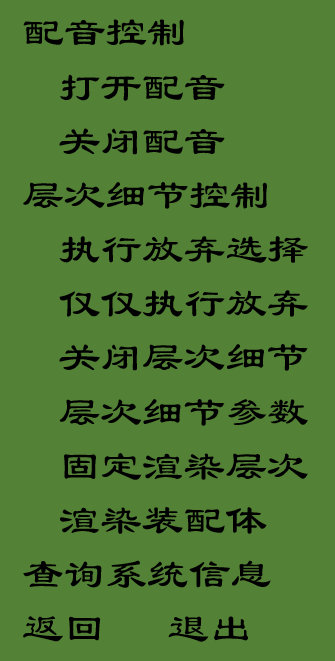 配音控制
打开配音
关闭配音
层次细节控制
执行放弃选择
仅仅执行放弃
关闭层次细节
层次细节参数
固定渲染层次
渲染装配体
查询系统信息
返回 退出